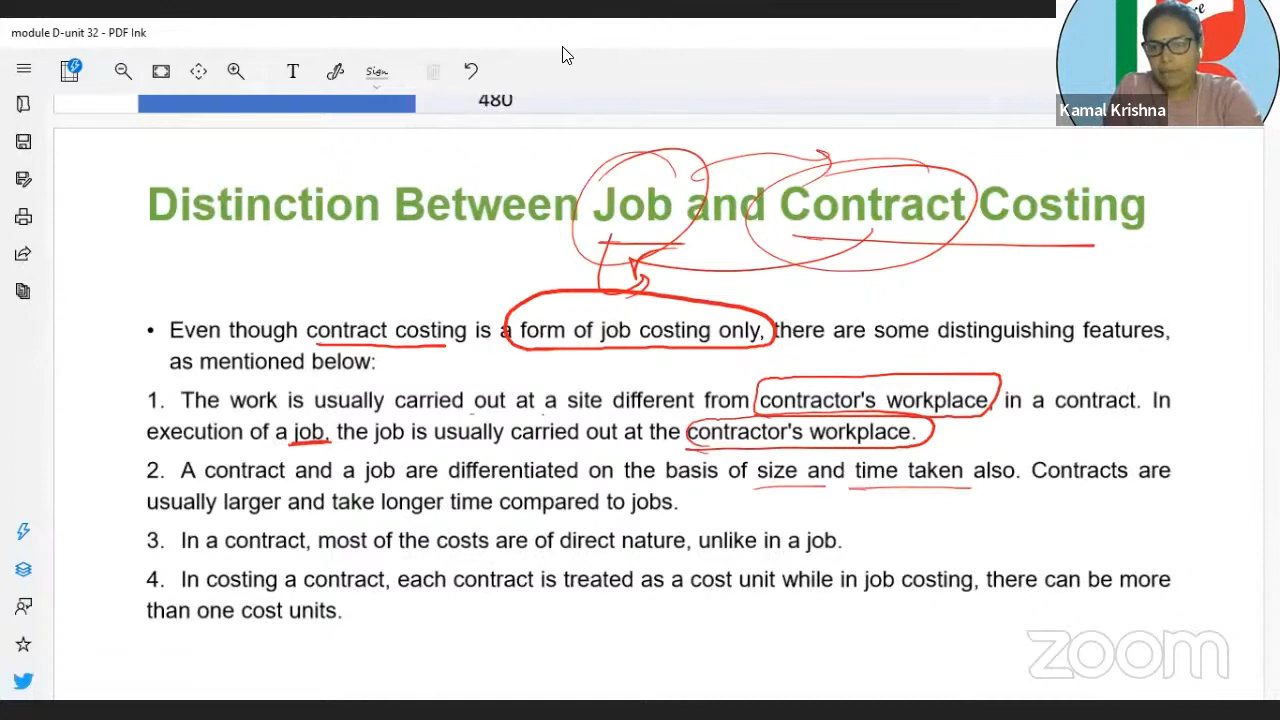 module D-unit 32 - PDF Ink
T
Sign
Kamal Krishna
480
Distinction Between Job and Contract Costing
• Even though contract costing is a form of job costing only, there are some distinguishing features,
as mentioned below:
1. The work is usually carried out at a site different from contractor's workplace, in a contract. In
execution of a job, the job is usually carried out at the contractor's workplace.
2. A contract and a job are differentiated on the basis of size and time taken also. Contracts are
usually larger and take longer time compared to jobs.
3. In a contract, most of the costs are of direct nature, unlike in a job.
4. In costing a contract, each contract is treated as a cost unit while in job costing, there can be more
than one cost units.
zoom